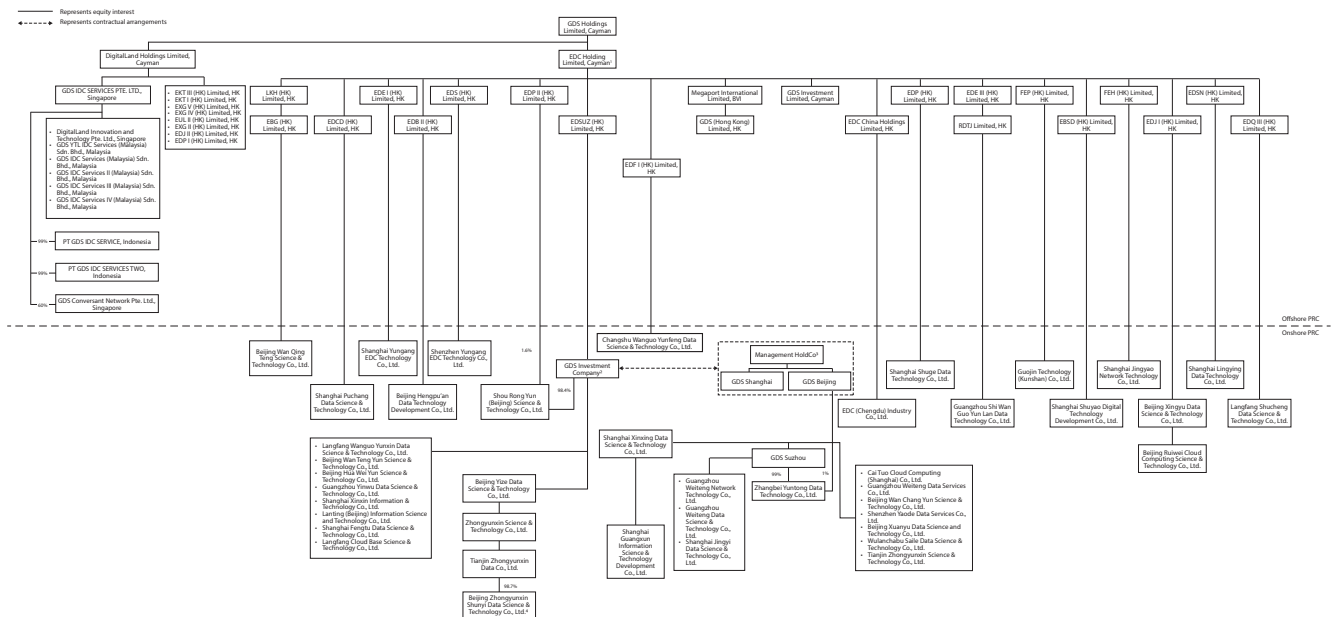 Represents equity interest
Represents contractual arrangements
GDS Holdings
Limited, Cayman
DigitalLand Holdings Limited,
Cayman
EDC Holding
Limited, Cayman¹
GDS IDC SERVICES PTE. LTD.,
Singapore
• EKT III (HK) Limited, HK
• EKT I (HK) Limited, HK
• EXG V (HK) Limited, HK
• EXG IV (HK) Limited, HK
• EUL II (HK) Limited, HK
• EXG II (HK) Limited, HK
• EDJ II (HK) Limited, HK
• EDP I (HK) Limited, HK
LKH (HK)
Limited, HK
EDE I (HK)
Limited, HK
EDS (HK)
Limited, HK
EDP II (HK)
Limited, HK
Megaport International
Limited, BVI
GDS Investment
Limited, Cayman
EDP (HK)
Limited, HK
EDE III (HK)
Limited, HK
FEP (HK) Limited,
HK
FEH (HK)
Limited, HK
EDSN (HK) Limited,
HK
EBG (HK)
Limited, HK
EDCD (HK)
Limited, HK
EDB II (HK)
Limited, HK
EDSUZ (HK)
Limited, HK
GDS (Hong Kong)
Limited, HK
EDC China Holdings
Limited, HK
RDTJ Limited, HK
EBSD (HK) Limited,
HK
EDJ I (HK) Limited,
HK
EDQ III (HK)
Limited, HK
• DigitalLand Innovation and
Technology Pte. Ltd., Singapore
• GDS YTL IDC Services (Malaysia)
Sdn. Bhd., Malaysia
• GDS IDC Services (Malaysia) Sdn.
Bhd., Malaysia
• GDS IDC Services II (Malaysia) Sdn.
Bhd., Malaysia
• GDS IDC Services III (Malaysia) Sdn.
Bhd., Malaysia
• GDS IDC Services IV (Malaysia) Sdn.
Bhd., Malaysia
EDF I (HK) Limited,
HK
99%
PT GDS IDC SERVICE, Indonesia
99%
PT GDS IDC SERVICES TWO,
Indonesia
60%
GDS Conversant Network Pte. Ltd.,
Singapore
Offshore PRC
Onshore PRC
Beijing Wan Qing
Teng Science &
Technology Co., Ltd.
Shanghai Yungang
EDC Technology
Co., Ltd.
Shenzhen Yungang
EDC Technology Co.,
Ltd.
1.6%
Changshu Wanguo Yunfeng Data
Science & Technology Co., Ltd.
GDS Investment
Company²
98.4%
Management HoldCo³
GDS Shanghai
GDS Beijing
Shanghai Shuge Data
Technology Co., Ltd.
Guojin Technology
(Kunshan) Co., Ltd.
Shanghai Jingyao
Network Technology
Co., Ltd.
Shanghai Lingying
Data Technology Co.,
Ltd.
Shanghai Puchang
Data Science &
Technology Co., Ltd.
Beijing Hengpu'an
Data Technology
Development Co., Ltd.
Shou Rong Yun
(Beijing) Science &
Technology Co., Ltd.
EDC (Chengdu) Industry
Co., Ltd.
Guangzhou Shi Wan
Guo Yun Lan Data
Technology Co., Ltd.
Shanghai Shuyao Digital
Technology
Development Co., Ltd.
Beijing Xingyu Data
Science & Technology
Co., Ltd.
Langfang Shucheng
Data Science &
Technology Co., Ltd.
Beijing Ruiwei Cloud
Computing Science &
Technology Co., Ltd.
• Langfang Wanguo Yunxin Data
Science & Technology Co., Ltd.
• Beijing Wan Teng Yun Science &
Technology Co., Ltd.
• Beijing Hua Wei Yun Science &
Technology Co., Ltd.
• Guangzhou Yinwu Data Science &
Technology Co., Ltd.
• Shanghai Xinxin Information &
Technology Co., Ltd.
• Lanting (Beijing) Information Science
and Technology Co., Ltd.
• Shanghai Fengtu Data Science &
Technology Co., Ltd.
• Langfang Cloud Base Science &
Technology Co., Ltd.
Beijing Yize Data
Science & Technology
Co., Ltd.
Zhongyunxin Science &
Technology Co., Ltd.
Tianjin Zhongyunxin
Data Co., Ltd.
98.7%
Beijing Zhongyunxin
Shunyi Data Science &
Technology Co., Ltd.⁴
Shanghai Xinxing Data
Science & Technology
Co., Ltd.
Shanghai
Guangxun
Information
Science &
Technology
Development
Co., Ltd.
GDS Suzhou
99%
1%
Zhangbei Yuntong Data
Technology Co., Ltd.
• Guangzhou
Weiteng Network
Technology Co.,
Ltd.
• Guangzhou
Weiteng Data
Science &
Technology Co.,
Ltd.
• Shanghai Jingyi
Data Science &
Technology Co.,
Ltd.
• Cai Tuo Cloud Computing
(Shanghai) Co., Ltd.
• Guangzhou Weiteng Data Services
Co., Ltd.
• Beijing Wan Chang Yun Science &
Technology Co., Ltd.
• Shenzhen Yaode Data Services Co.,
Ltd.
• Beijing Xuanyu Data Science and
Technology Co., Ltd.
• Wulanchabu Saile Data Science &
Technology Co., Ltd.
• Tianjin Zhongyunxin Science &
Technology Co., Ltd.